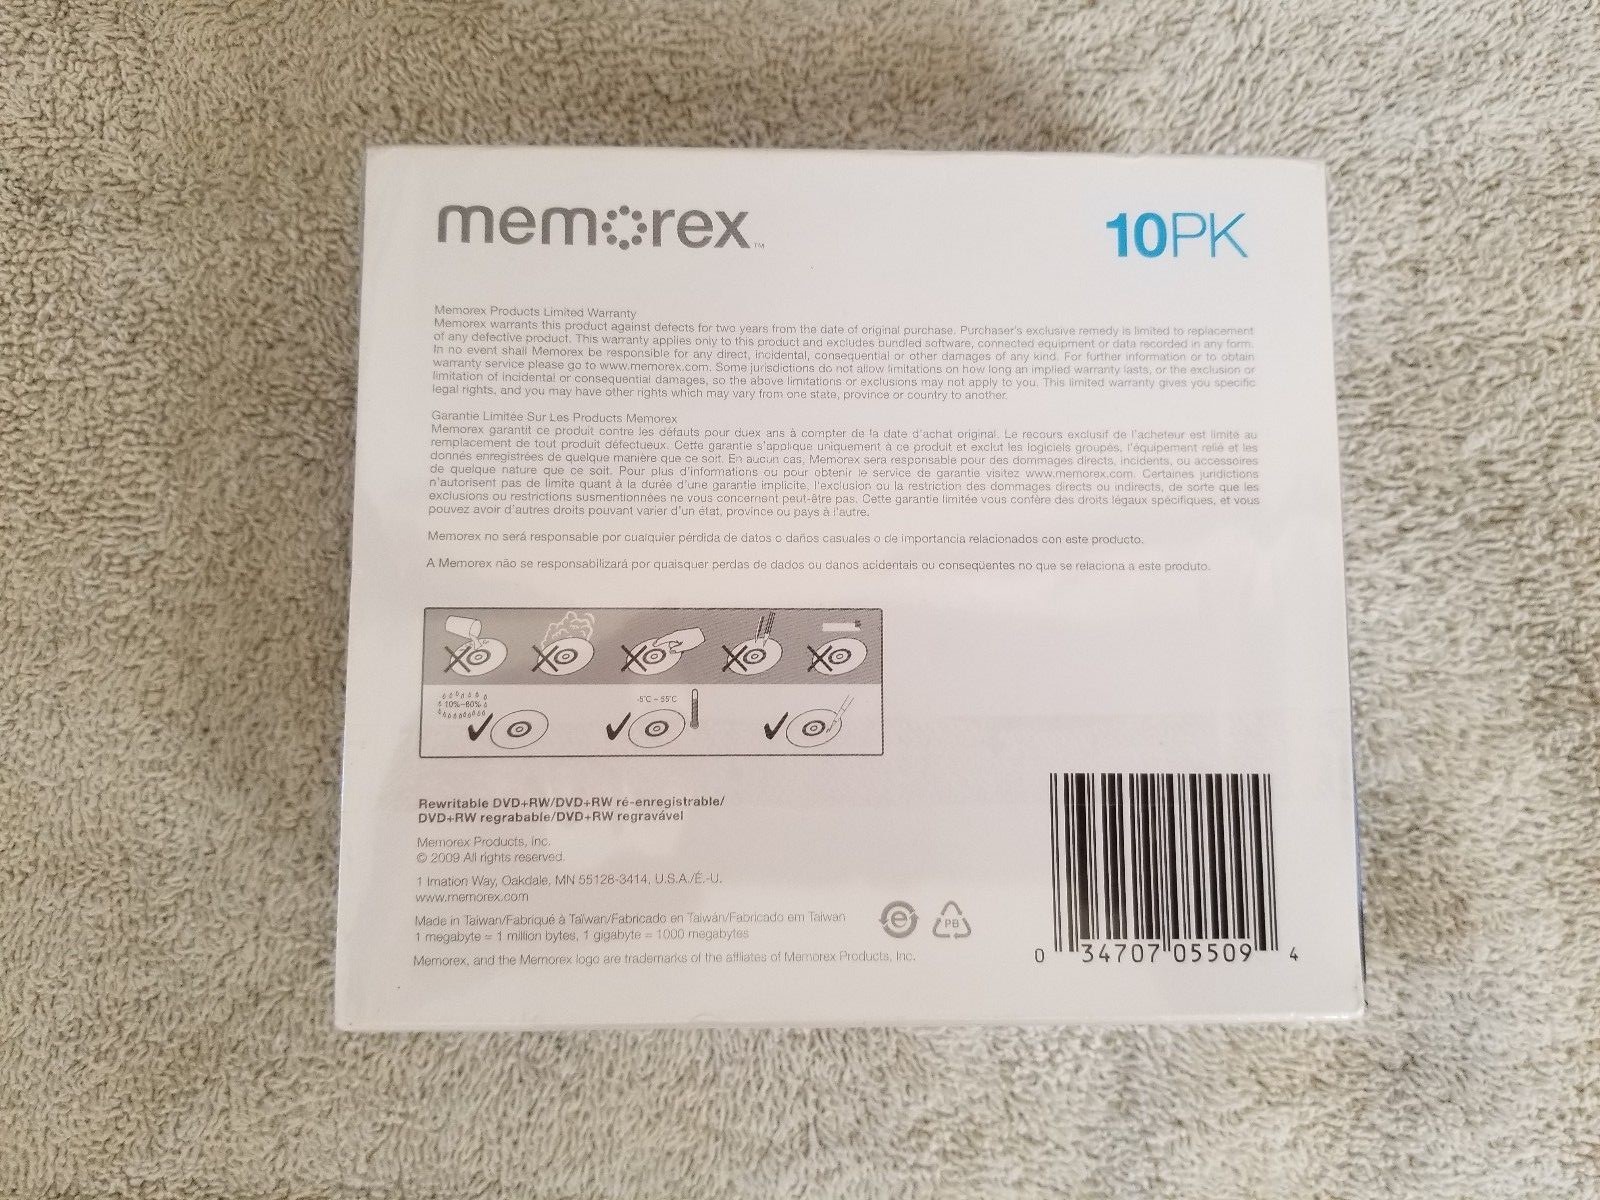 memorex™
10PK
Memorex Products Limited Warranty
Memorex warrants this product against defects for two years from the date of original purchase. Purchaser's exclusive remedy is limited to replacement
of any defective product. This warranty applies only to this product and excludes bundled software, connected equipment or data recorded in any form.
In no event shall Memorex be responsible for any direct, incidental, consequential or other damages of any kind. For further information or to obtain
warranty service please go to www.memorex.com. Some jurisdictions do not allow limitations on how long an implied warranty lasts, or the exclusion or
limitation of incidental or consequential damages, so the above limitations or exclusions may not apply to you. This limited warranty gives you specific
legal rights, and you may have other rights which may vary from one state, province or country to another.
Garantie Limitée Sur Les Products Memorex
Memorex garantit ce produit contre les défauts pour duex ans à compter de la date d'achat original. Le recours exclusif de l'acheteur est limité au
remplacement de tout produit défectueux. Cette garantie s'applique uniquement à ce produit et exclut les logiciels groupés, l'équipement relié et les
données enregistrées de quelque manière que ce soit. En aucun cas, Memorex sera responsable pour des dommages directs, incidents, ou accessoires
de quelque nature que ce soit. Pour plus d'informations ou pour obtenir le service de garantie visitez www.memorex.com. Certaines juridictions
n'autorisent pas de limite quant à la durée d'une garantie implicite, l'exclusion ou la restriction des dommages directs ou indirects, de sorte que les
exclusions ou restrictions susmentionnées ne vous concernent peut-être pas. Cette garantie limitée vous confère des droits légaux spécifiques, et vous
pouvez avoir d'autres droits pouvant varier d'un état, province ou pays à l'autre.
Memorex no será responsable por cualquier pérdida de datos o daños casuales o de importancia relacionados con este producto.
A Memorex não se responsabilizará por quaisquer perdas de dados ou danos acidentais ou conseqüentes no que se relaciona a este produto.
10%~80%
-5°C ~ 55°C
Rewritable DVD+RW/DVD+RW ré-enregistrable/
DVD+RW regrabable/DVD+RW regravável
Memorex Products, Inc.
© 2009 All rights reserved.
1 Imation Way, Oakdale, MN 55128-3414, U.S.A./É.-U.
www.memorex.com
Made in Taiwan/Fabriqué à Taïwan/Fabricado en Taiwán/Fabricado em Taiwan
1 megabyte = 1 million bytes, 1 gigabyte = 1000 megabytes
Memorex, and the Memorex logo are trademarks of the affliates of Memorex Products, Inc.
e
PB
0 34707 05509 4